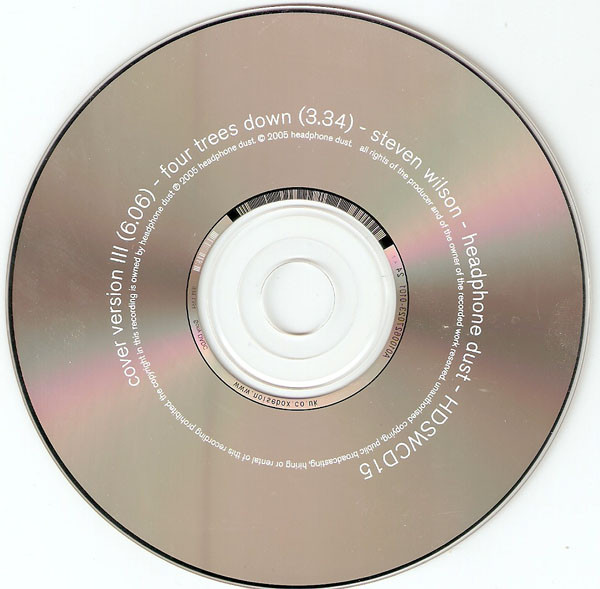 cover version III (6.06) - four trees down (3.34) - steven wilson - headphone dust - HDSWCD15
the copyright in this recording is owned by headphone dust ℗ 2005 headphone dust. © 2005 headphone dust. all rights of the producer and of the owner of the recorded work reserved. unauthorised copying, public broadcasting, hiring or rental of this recording prohibited.
www.noisebox.co.uk